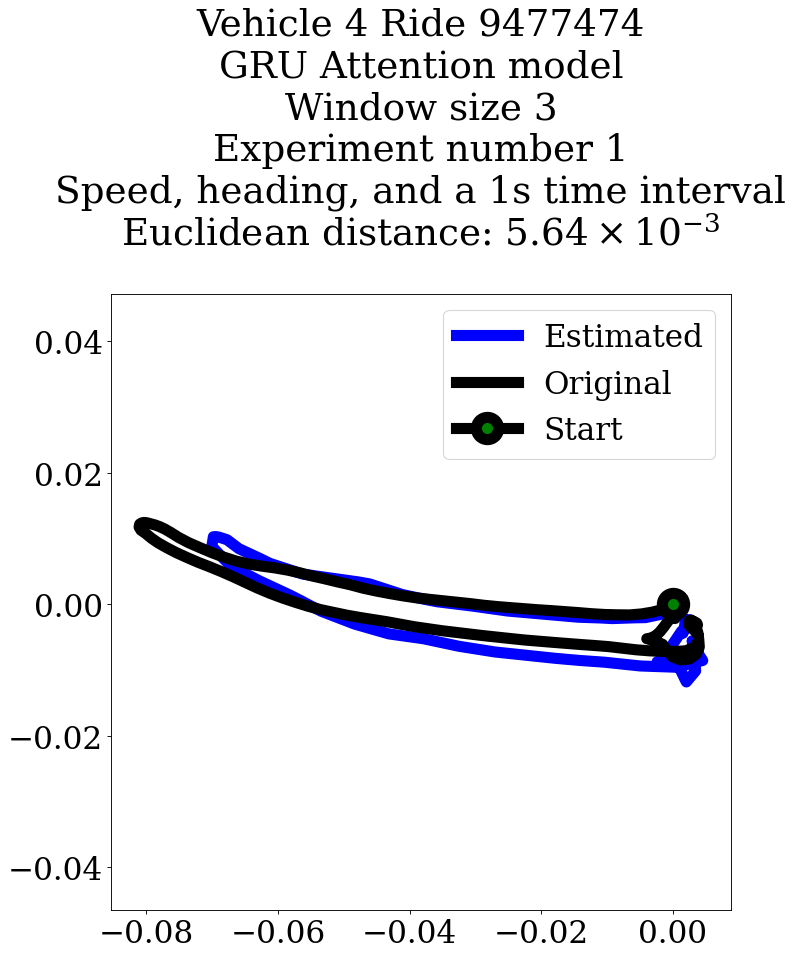 Vehicle 4 Ride 9477474
GRU Attention model
Window size 3
Experiment number 1
Speed, heading, and a 1s time interval
Euclidean distance: 5.64 × 10⁻³
Estimated
Original
Start
0.04
0.02
0.00
−0.02
−0.04
−0.08
−0.06
−0.04
−0.02
0.00